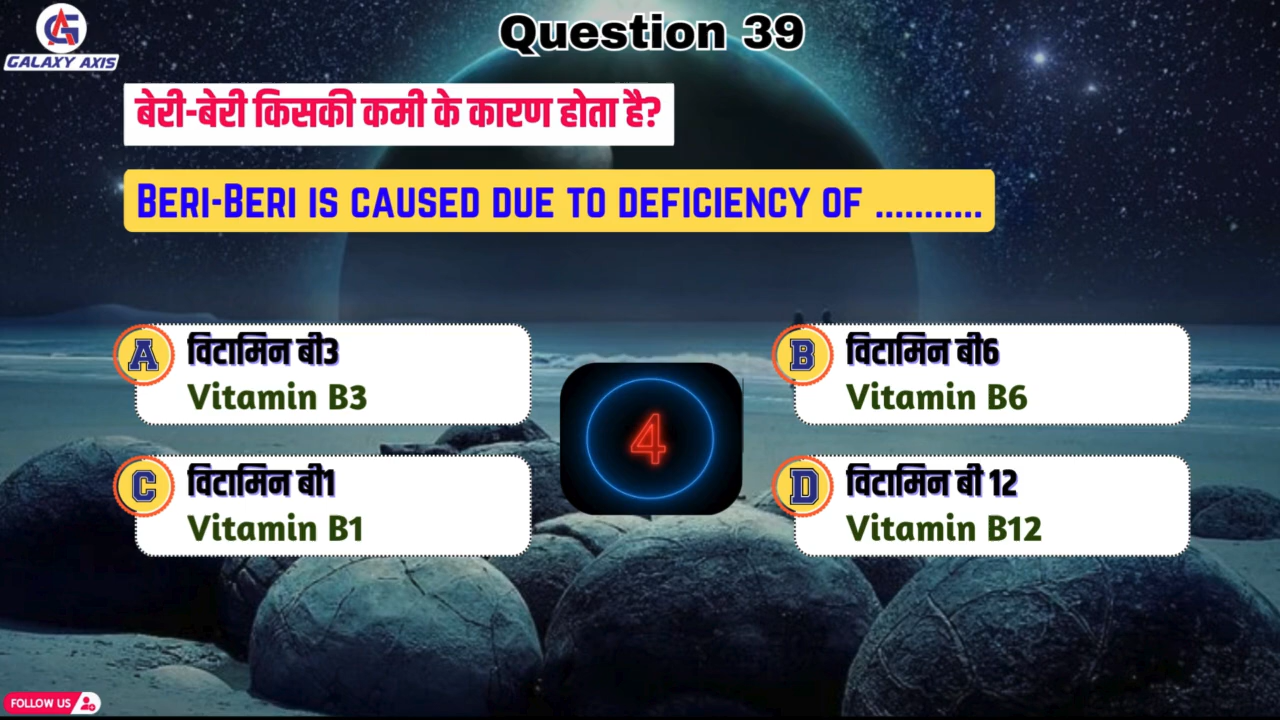 GALAXY AXIS
Question 39
बेरी-बेरी किसकी कमी के कारण होता है?
BERI-BERI IS CAUSED DUE TO DEFICIENCY OF ...........
A
विटामिन बी3
Vitamin B3
B
विटामिन बी6
Vitamin B6
4
C
विटामिन बी1
Vitamin B1
D
विटामिन बी 12
Vitamin B12
FOLLOW US